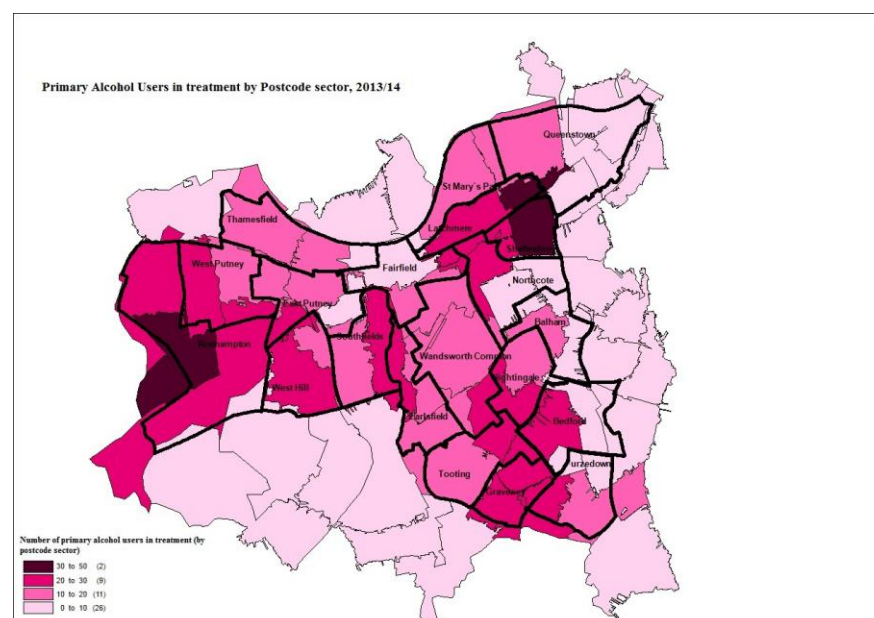 Primary Alcohol Users in treatment by Postcode sector, 2013/14
Queenstown
St Mary`s Park
Latchmere
Thamesfield
Shaftesbury
West Putney
Fairfield
Northcote
East Putney
Balham
Roehampton
Southfields
Wandsworth Common
Nightingale
West Hill
Earlsfield
Bedford
Tooting
urzedown
Graveney
Number of primary alcohol users in treatment (by
postcode sector)
30 to 50 (2)
20 to 30 (9)
10 to 20 (11)
0 to 10 (26)